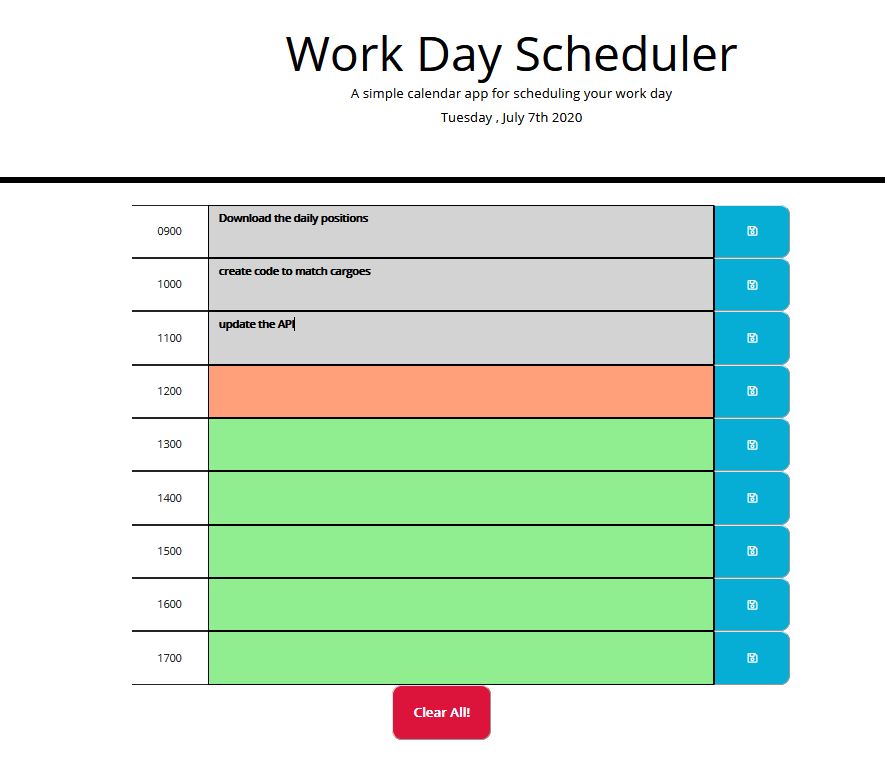 Work Day Scheduler
A simple calendar app for scheduling your work day
Tuesday , July 7th 2020
0900 Download the daily positions
1000 create code to match cargoes
1100 update the API
1200
1300
1400
1500
1600
1700
Clear All!